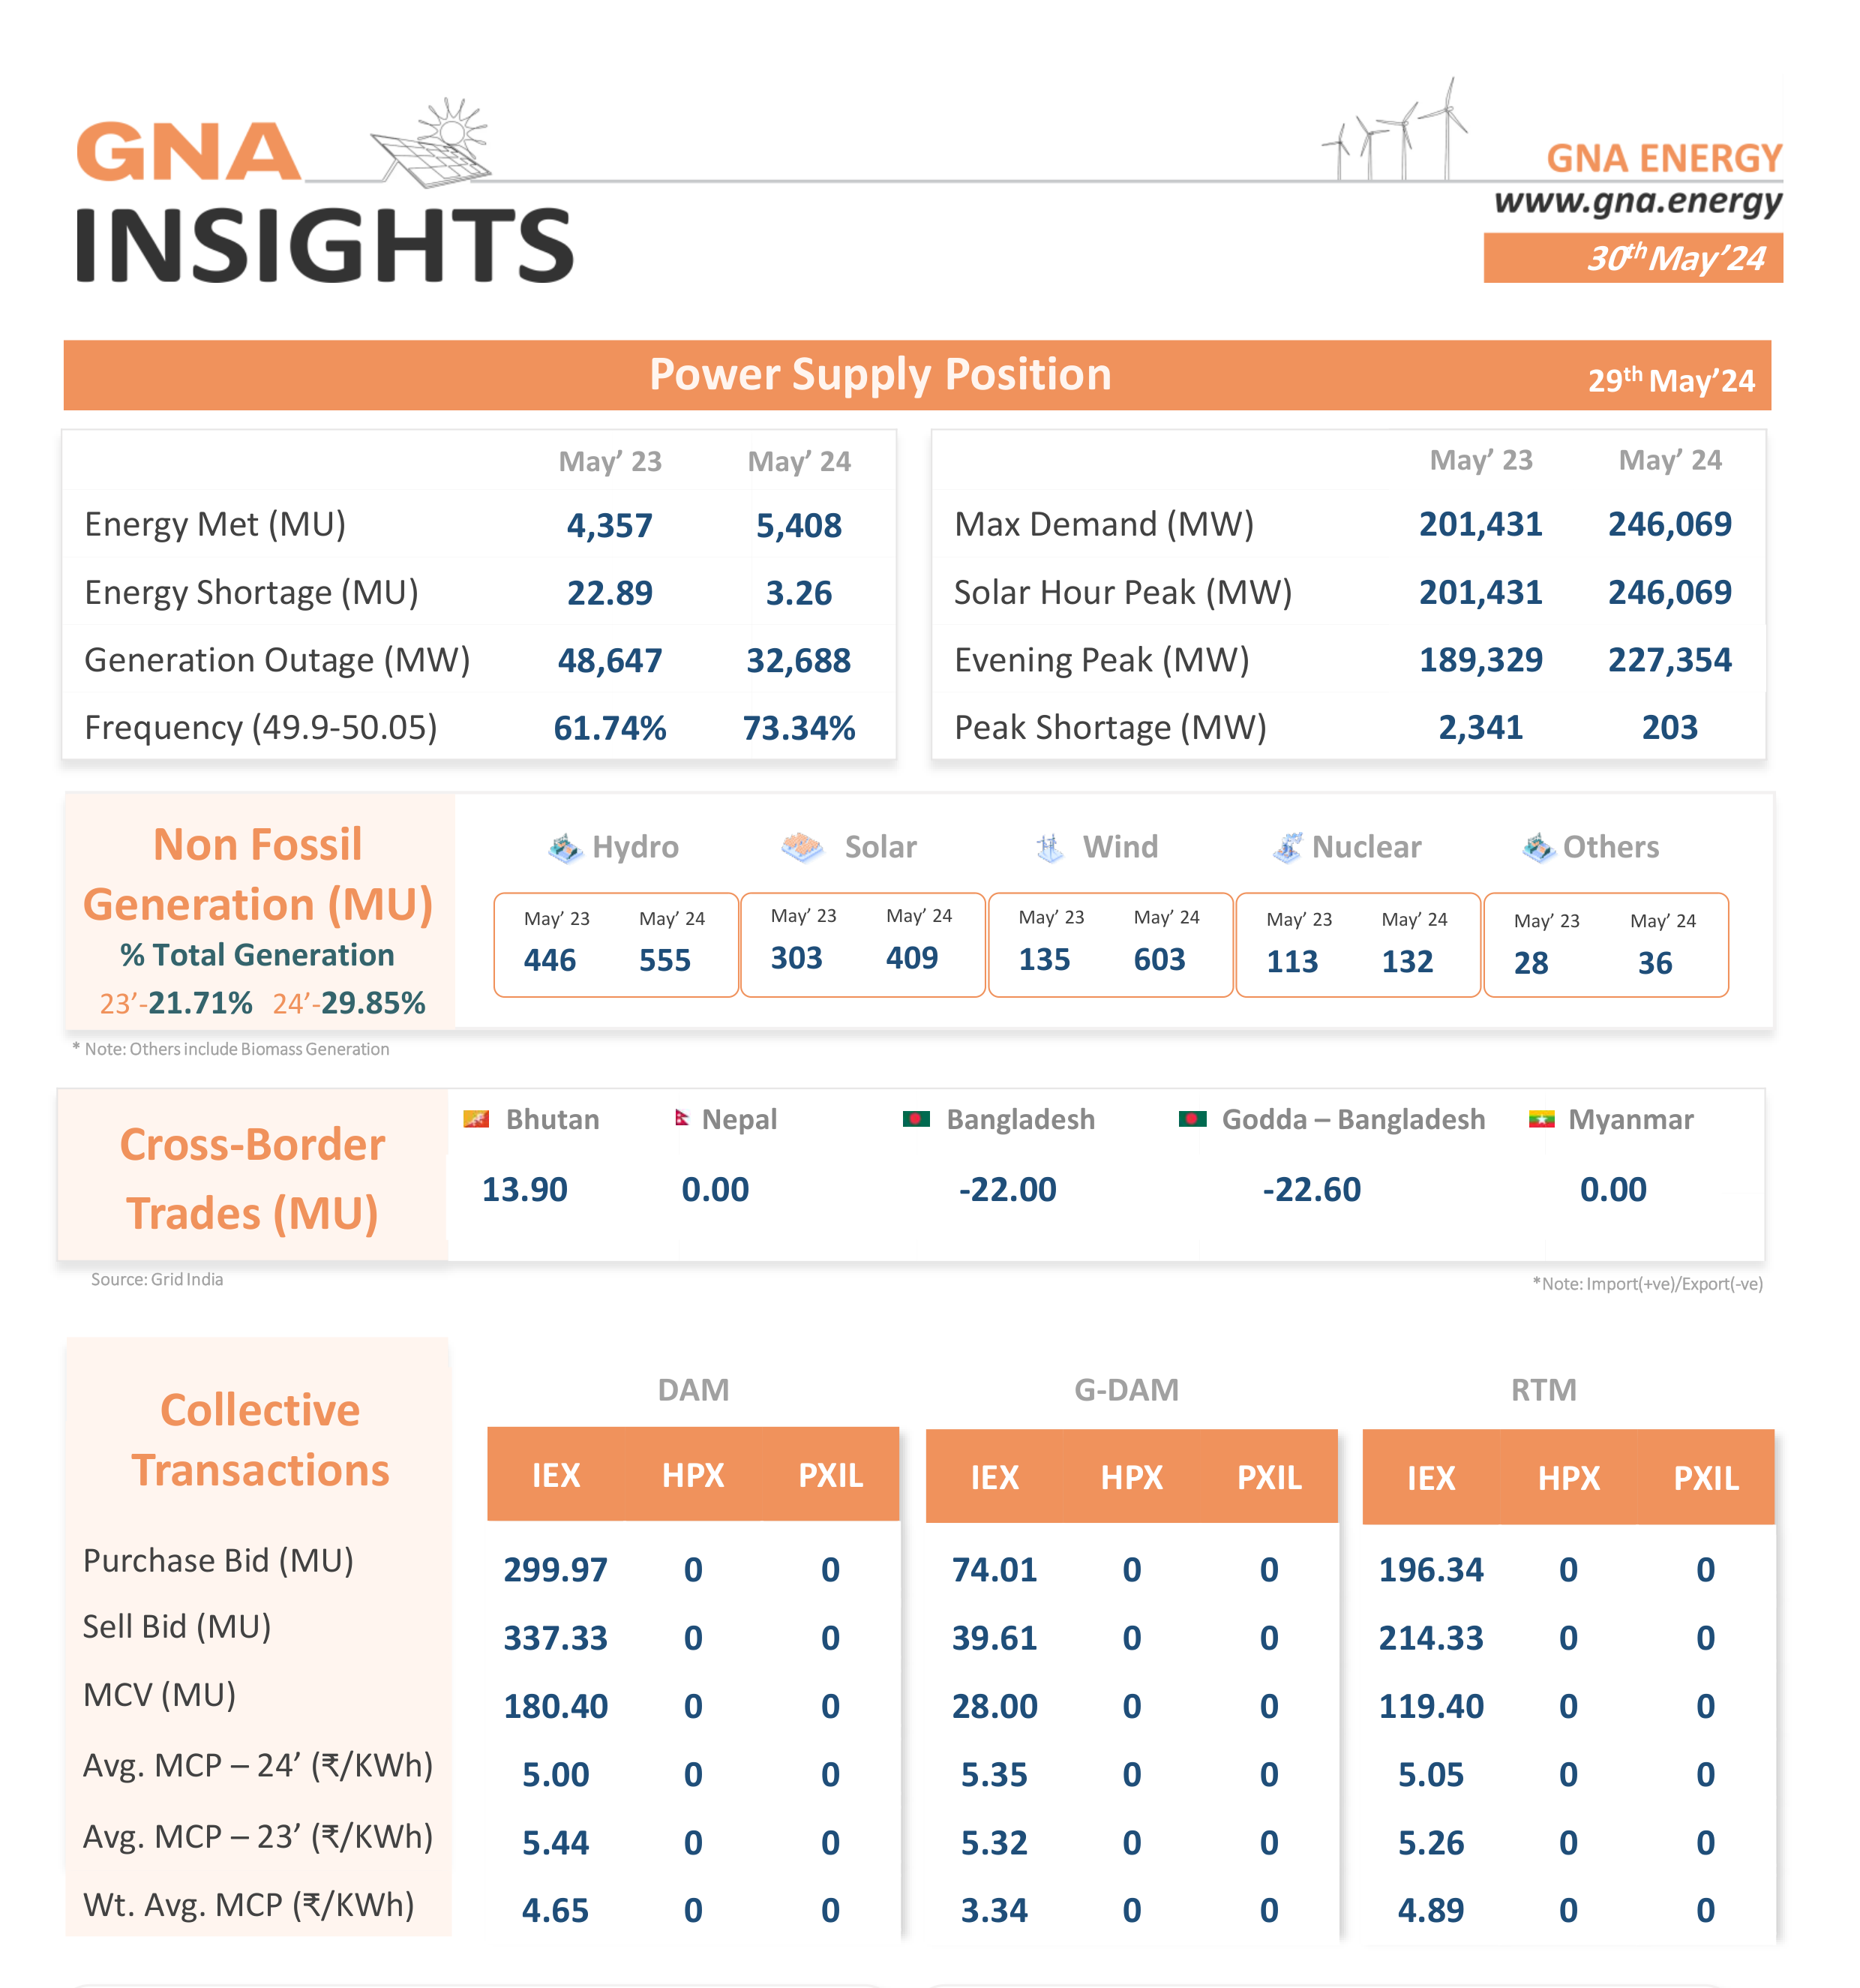 GNA
INSIGHTS
GNA ENERGY
www.gna.energy
30th May’24
Power Supply Position 29th May’24
May’ 23 May’ 24
Energy Met (MU) 4,357 5,408
Energy Shortage (MU) 22.89 3.26
Generation Outage (MW) 48,647 32,688
Frequency (49.9-50.05) 61.74% 73.34%
May’ 23 May’ 24
Max Demand (MW) 201,431 246,069
Solar Hour Peak (MW) 201,431 246,069
Evening Peak (MW) 189,329 227,354
Peak Shortage (MW) 2,341 203
Non Fossil
Generation (MU)
% Total Generation
23’-21.71% 24’-29.85%
Hydro Solar Wind Nuclear Others
May’ 23 May’ 24 May’ 23 May’ 24 May’ 23 May’ 24 May’ 23 May’ 24 May’ 23 May’ 24
446 555 303 409 135 603 113 132 28 36
* Note: Others include Biomass Generation
Cross-Border
Trades (MU)
Bhutan Nepal Bangladesh Godda – Bangladesh Myanmar
13.90 0.00 -22.00 -22.60 0.00
Source: Grid India
*Note: Import(+ve)/Export(-ve)
Collective
Transactions
DAM G-DAM RTM
IEX HPX PXIL IEX HPX PXIL IEX HPX PXIL
Purchase Bid (MU) 299.97 0 0 74.01 0 0 196.34 0 0
Sell Bid (MU) 337.33 0 0 39.61 0 0 214.33 0 0
MCV (MU) 180.40 0 0 28.00 0 0 119.40 0 0
Avg. MCP – 24’ (₹/KWh) 5.00 0 0 5.35 0 0 5.05 0 0
Avg. MCP – 23’ (₹/KWh) 5.44 0 0 5.32 0 0 5.26 0 0
Wt. Avg. MCP (₹/KWh) 4.65 0 0 3.34 0 0 4.89 0 0